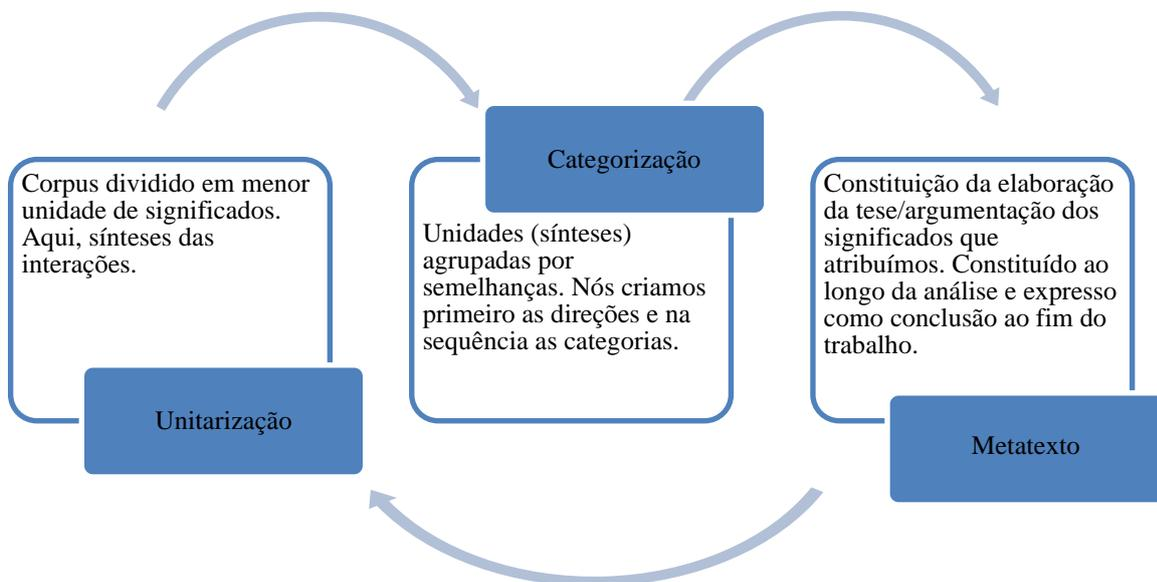 Corpus dividido em menor
unidade de significados.
Aqui, sínteses das
interações.
Unitarização
Categorização
Unidades (sínteses)
agrupadas por
semelhanças. Nós criamos
primeiro as direções e na
sequência as categorias.
Constituição da elaboração
da tese/argumentação dos
significados que
atribuímos. Constituído ao
longo da análise e expresso
como conclusão ao fim do
trabalho.
Metatexto